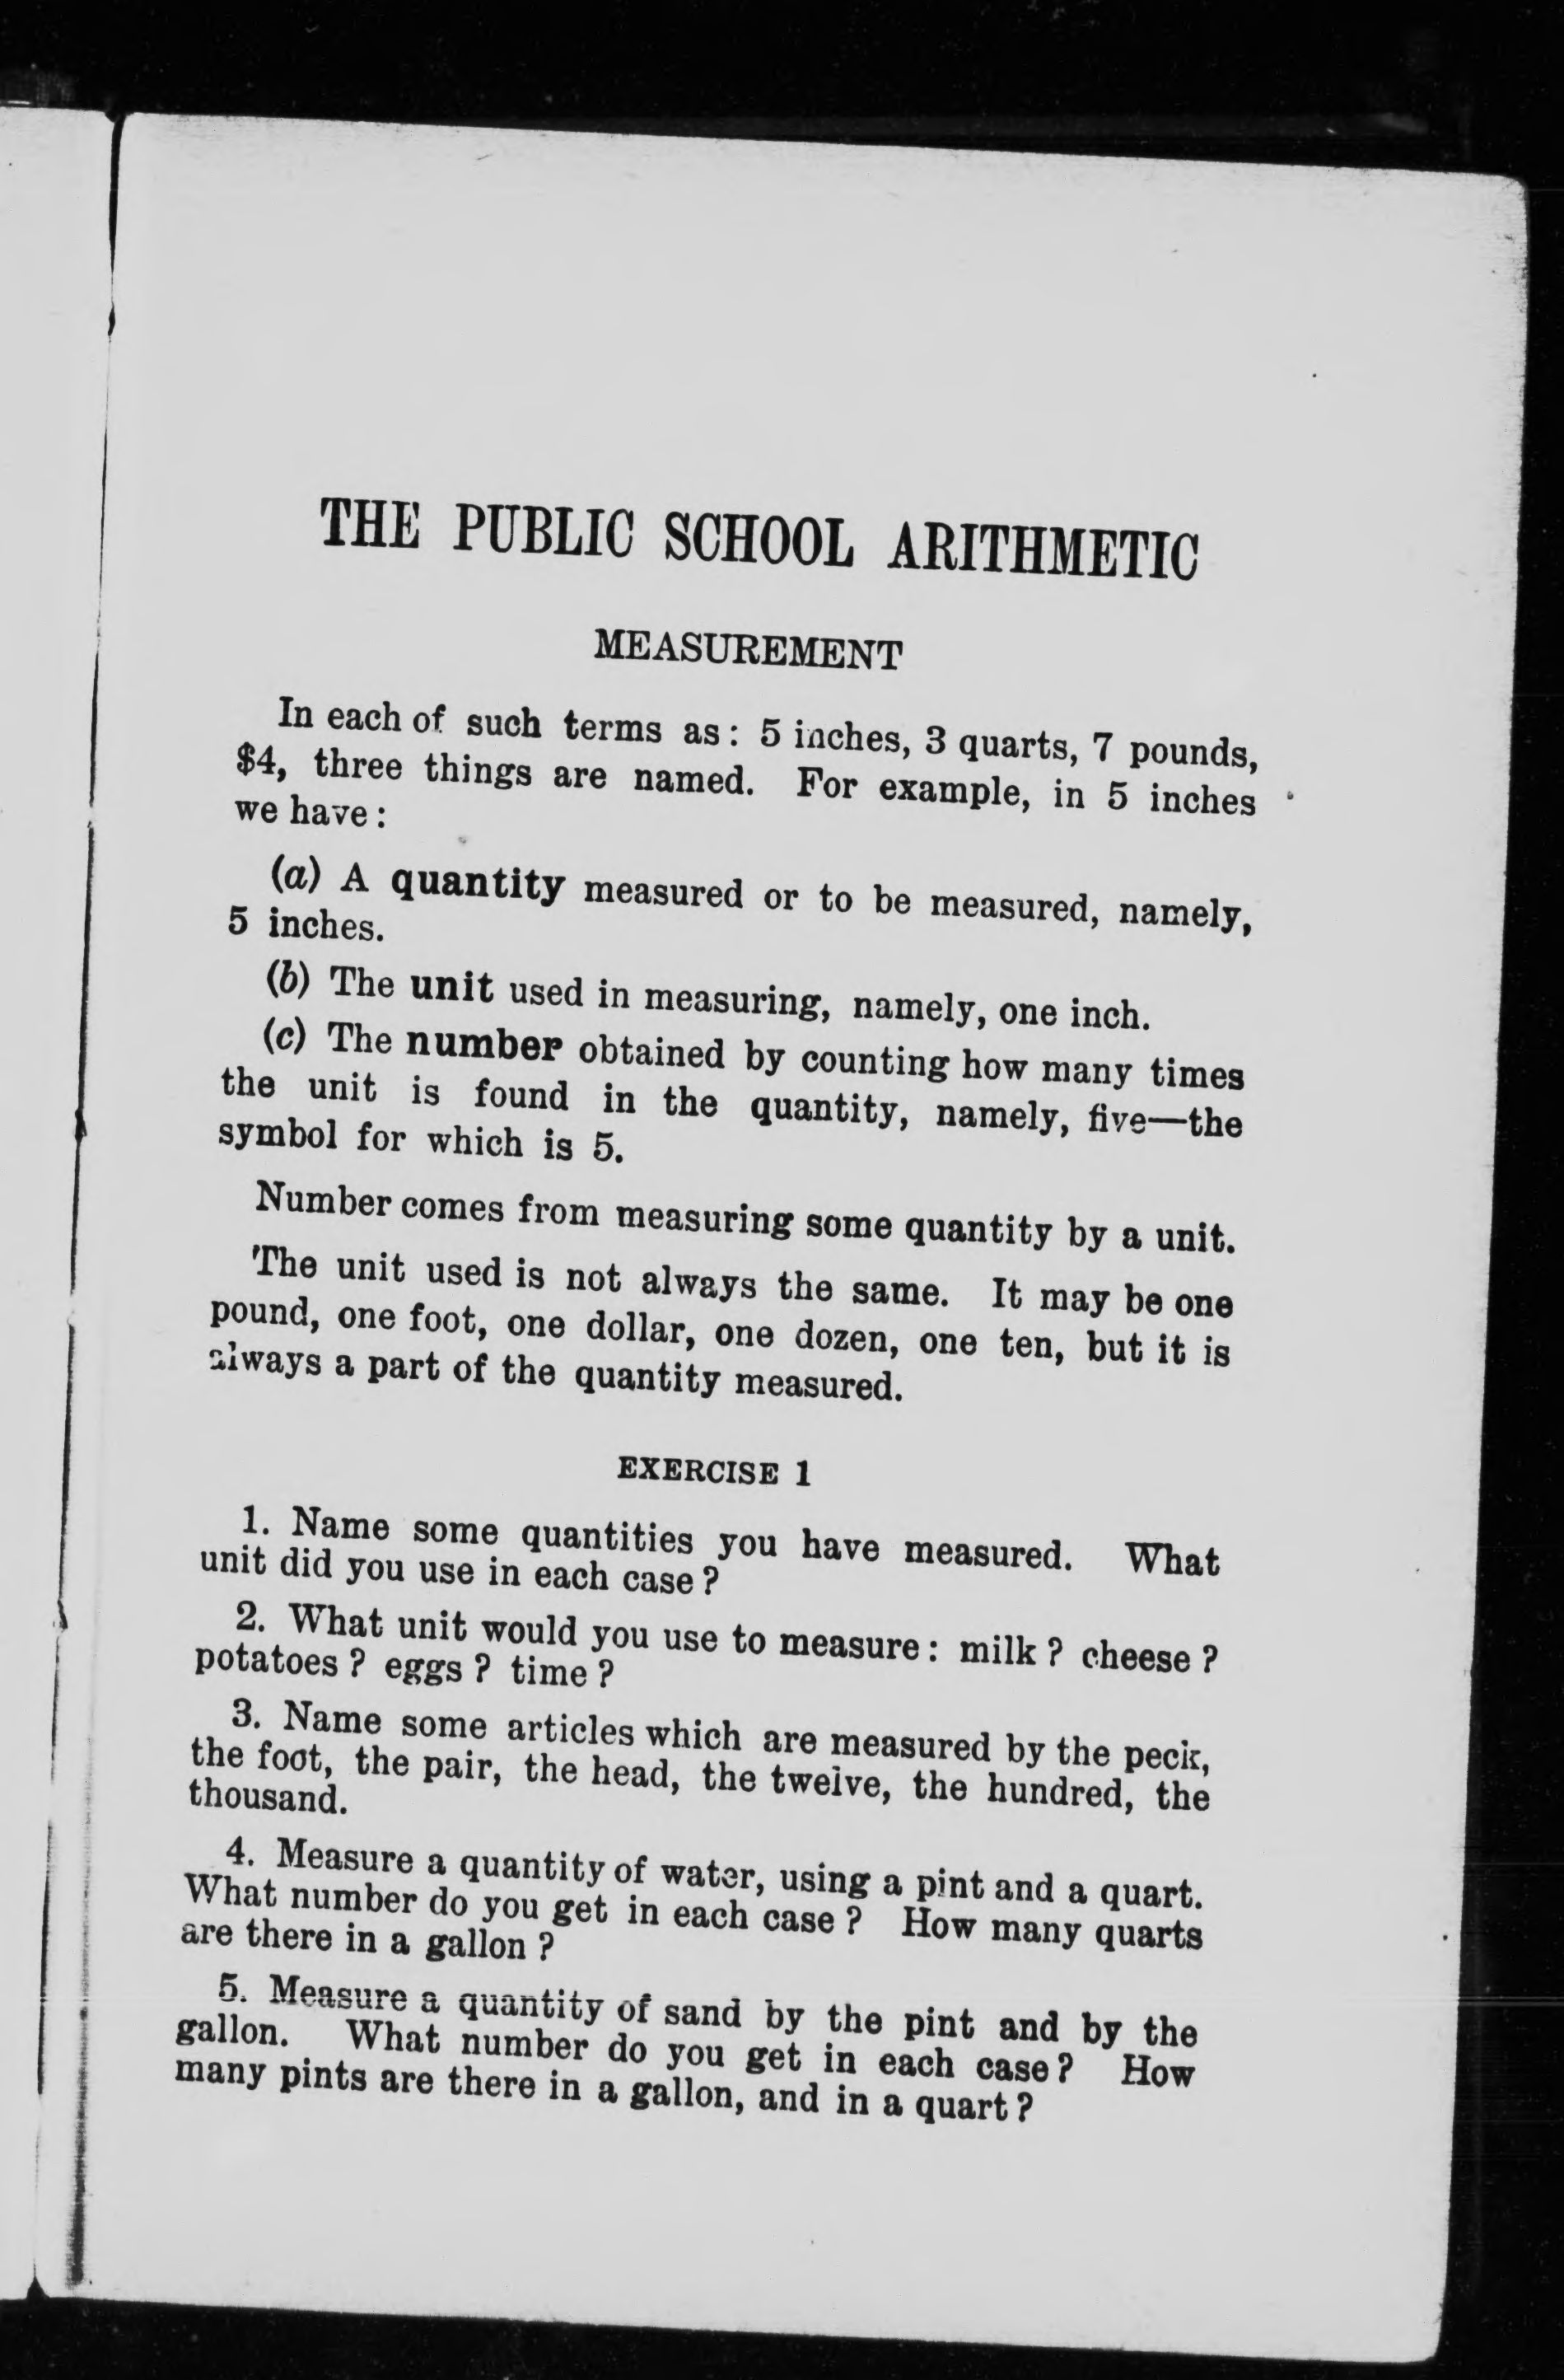 THE PUBLIC SCHOOL ARITHMETIC
MEASUREMENT
In each of such terms as: 5 inches, 3 quarts, 7 pounds,
$4, three things are named. For example, in 5 inches
we have:
(a) A quantity measured or to be measured, namely,
5 inches.
(b) The unit used in measuring, namely, one inch.
(c) The number obtained by counting how many times
the unit is found in the quantity, namely, five—the
symbol for which is 5.
Number comes from measuring some quantity by a unit.
The unit used is not always the same. It may be one
pound, one foot, one dollar, one dozen, one ten, but it is
always a part of the quantity measured.
EXERCISE 1
1. Name some quantities you have measured. What
unit did you use in each case?
2. What unit would you use to measure: milk? cheese?
potatoes? eggs? time?
3. Name some articles which are measured by the peck,
the foot, the pair, the head, the twelve, the hundred, the
thousand.
4. Measure a quantity of water, using a pint and a quart.
What number do you get in each case? How many quarts
are there in a gallon?
5. Measure a quantity of sand by the pint and by the
gallon. What number do you get in each case? How
many pints are there in a gallon, and in a quart?